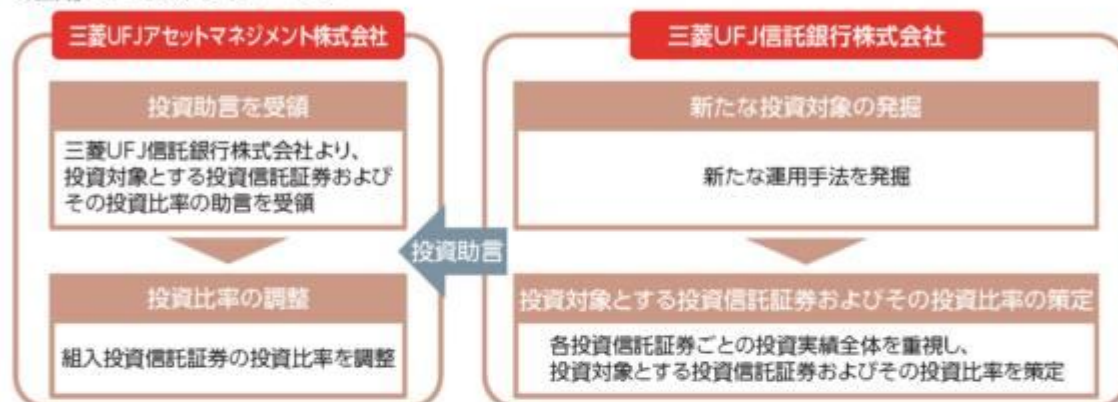 三菱UFJアセットマネジメント株式会社
投資助言を受領
三菱UFJ信託銀行株式会社より、
投資対象とする投資信託証券および
その投資比率の助言を受領
投資比率の調整
組入投資信託証券の投資比率を調整
投資助言
三菱UFJ信託銀行株式会社
新たな投資対象の発掘
新たな運用手法を発掘
投資対象とする投資信託証券およびその投資比率の策定
各投資信託証券ごとの投資実績全体を重視し、
投資対象とする投資信託証券およびその投資比率を策定